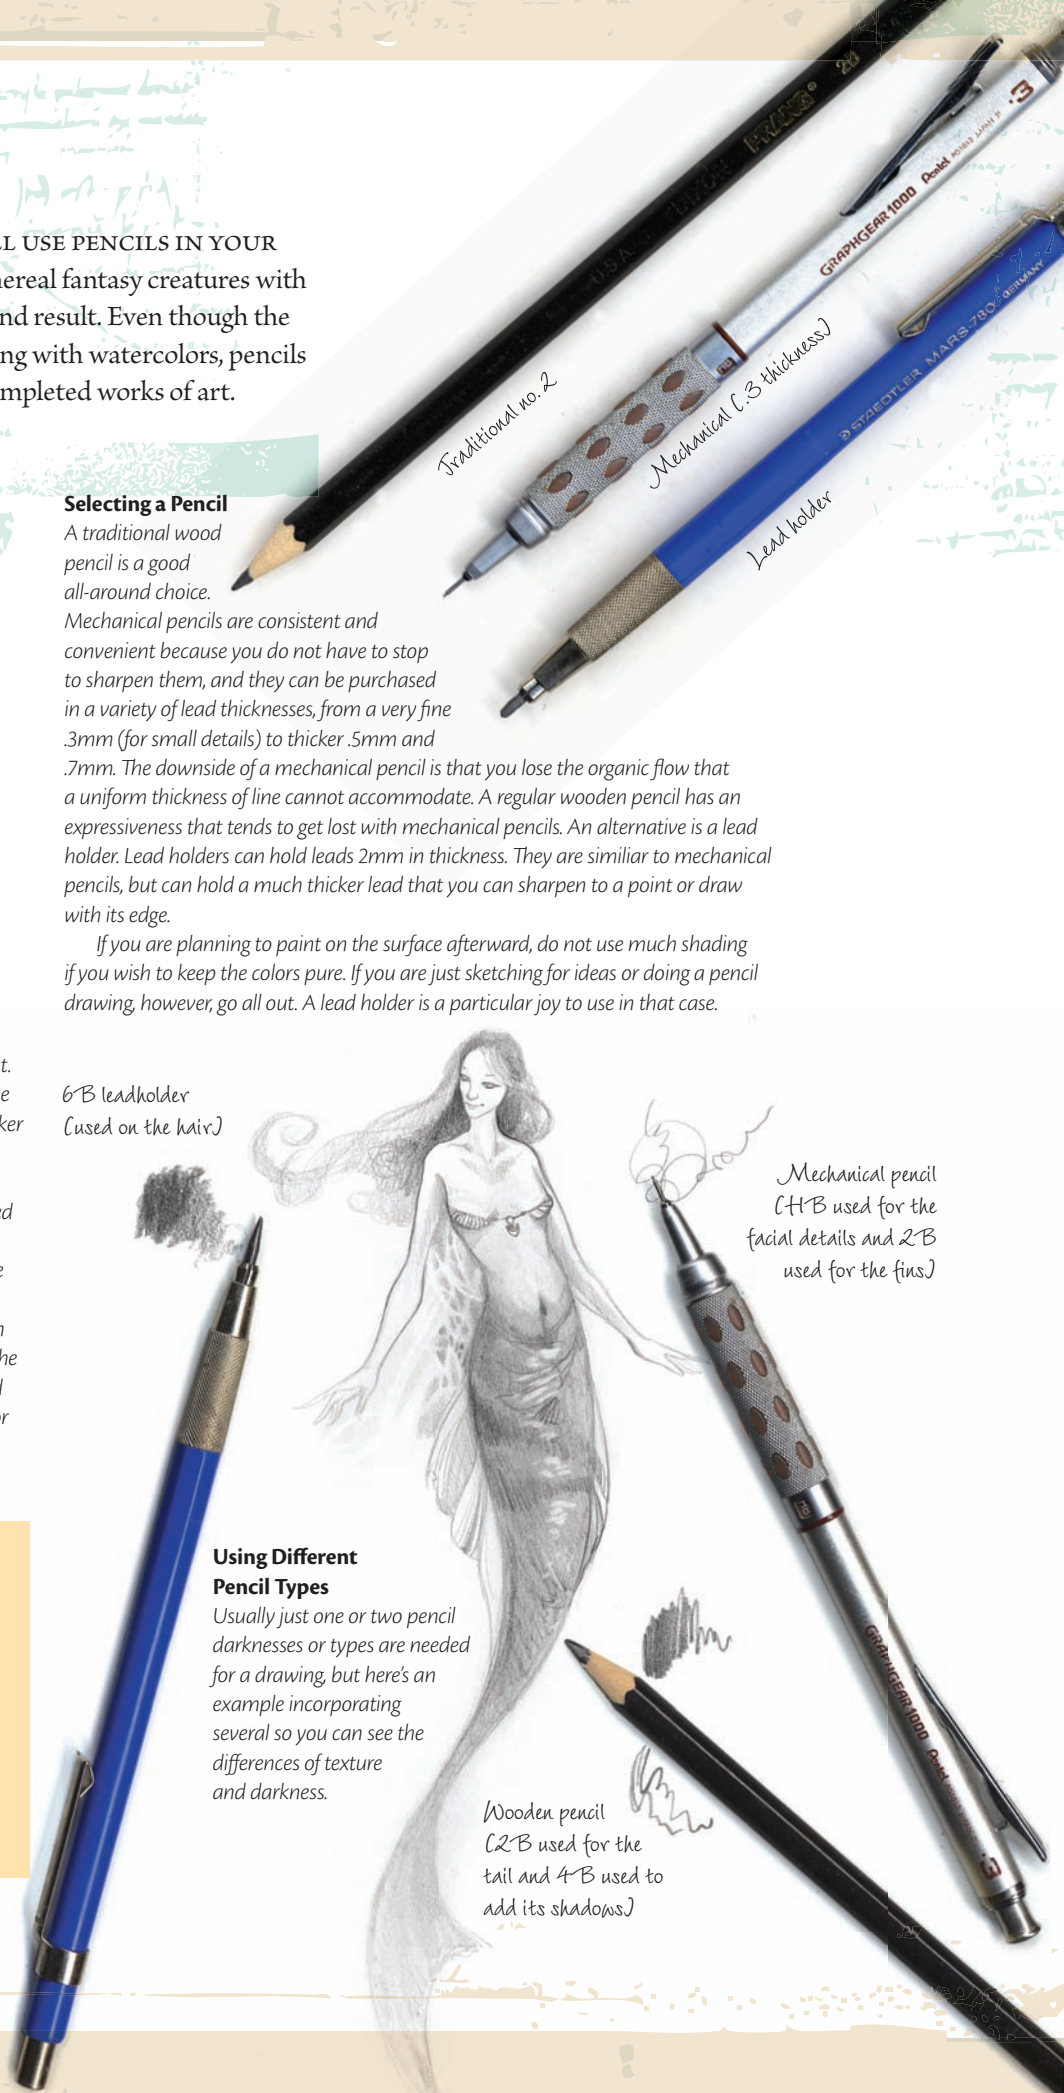 LL USE PENCILS IN YOUR
hereal fantasy creatures with
nd result. Even though the
ng with watercolors, pencils
mpleted works of art.
2B
FRANG®
DIXON
U.S.A.
.3
GRAPHGEAR 1000 Pentel
STAEDTLER MARS-780 GERMANY
Traditional no. 2
Mechanical (.3 thickness)
Lead holder
Selecting a Pencil
A traditional wood
pencil is a good
all-around choice.
Mechanical pencils are consistent and
convenient because you do not have to stop
to sharpen them, and they can be purchased
in a variety of lead thicknesses, from a very fine
.3mm (for small details) to thicker .5mm and
.7mm. The downside of a mechanical pencil is that you lose the organic flow that
a uniform thickness of line cannot accommodate. A regular wooden pencil has an
expressiveness that tends to get lost with mechanical pencils. An alternative is a lead
holder. Lead holders can hold leads 2mm in thickness. They are similiar to mechanical
pencils, but can hold a much thicker lead that you can sharpen to a point or draw
with its edge.
If you are planning to paint on the surface afterward, do not use much shading
if you wish to keep the colors pure. If you are just sketching for ideas or doing a pencil
drawing, however, go all out. A lead holder is a particular joy to use in that case.
t.
e
ker
ed
e
n
he
d
or
6B leadholder
(used on the hair)
Mechanical pencil
(HB used for the
facial details and 2B
used for the fins)
Using Different
Pencil Types
Usually just one or two pencil
darknesses or types are needed
for a drawing, but here's an
example incorporating
several so you can see the
differences of texture
and darkness.
GRAPHGEAR 1000 Pentel
.3
Wooden pencil
(2B used for the
tail and 4B used to
add its shadows)